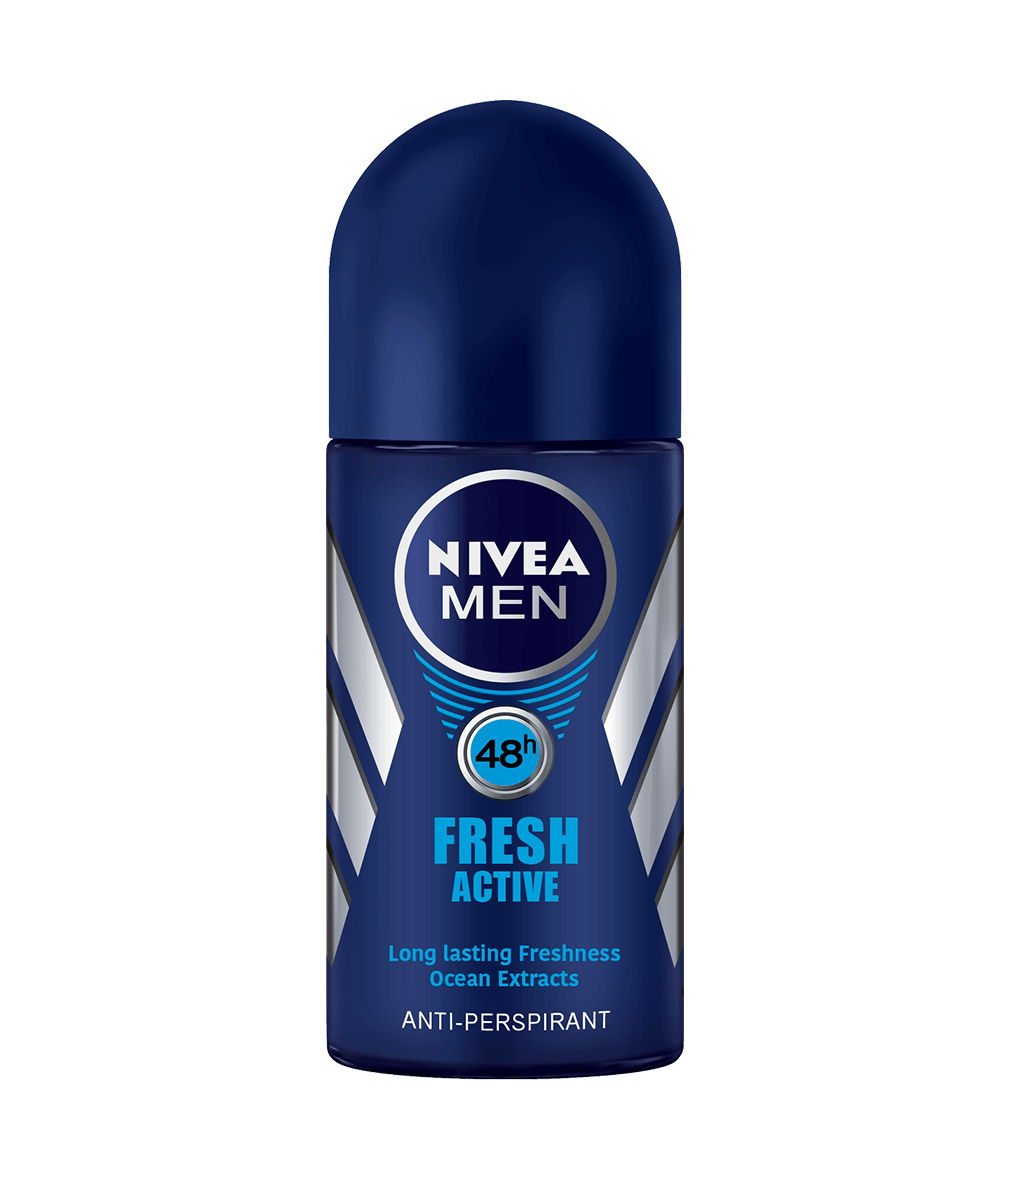 NIVEA
MEN
48h
FRESH
ACTIVE
Long lasting Freshness
Ocean Extracts
ANTI-PERSPIRANT